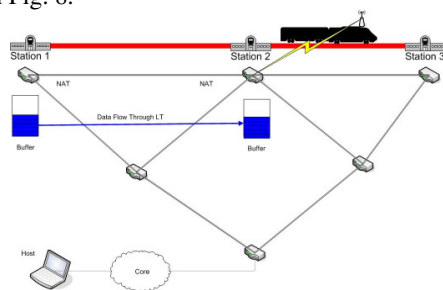 n Fig. 6.
Station 1
Station 2
Station 3
NAT
NAT
Data Flow Through LT
Buffer
Buffer
Host
Core